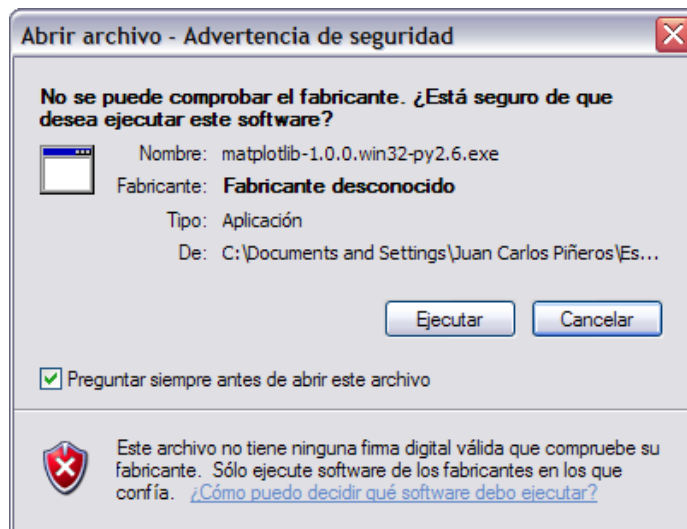 Abrir archivo - Advertencia de seguridad
No se puede comprobar el fabricante. ¿Está seguro de que
desea ejecutar este software?
Nombre: matplotlib-1.0.0.win32-py2.6.exe
Fabricante: Fabricante desconocido
Tipo: Aplicación
De: C:\Documents and Settings\Juan Carlos Piñeros\Es...
Ejecutar Cancelar
Preguntar siempre antes de abrir este archivo
Este archivo no tiene ninguna firma digital válida que compruebe su
fabricante. Sólo ejecute software de los fabricantes en los que
confía. ¿Cómo puedo decidir qué software debo ejecutar?